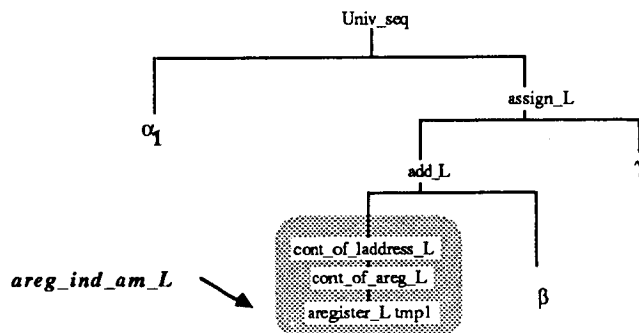 Univ_seq
assign_L
α1
add_L
cont_of_laddress_L
areg_ind_am_L
cont_of_areg_L
β
aregister_L tmp1